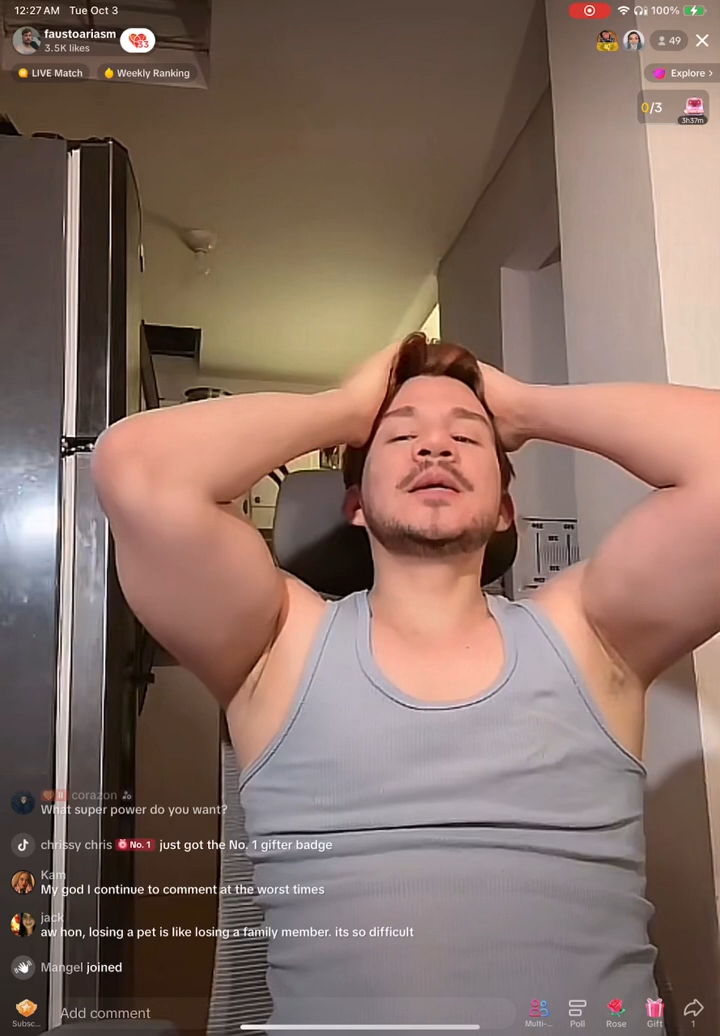 12:27 AM Tue Oct 3
100%
faustoariasm
3.5K likes
33
49
LIVE Match
Weekly Ranking
Explore >
0/3
3h37m
corazon
What super power do you want?
chrissy chris No. 1 just got the No. 1 gifter badge
Kam
My god I continue to comment at the worst times
jack
aw hon, losing a pet is like losing a family member. its so difficult
Mangel joined
Subsc...
Add comment
Multi-...
Poll
Rose
Gift
1